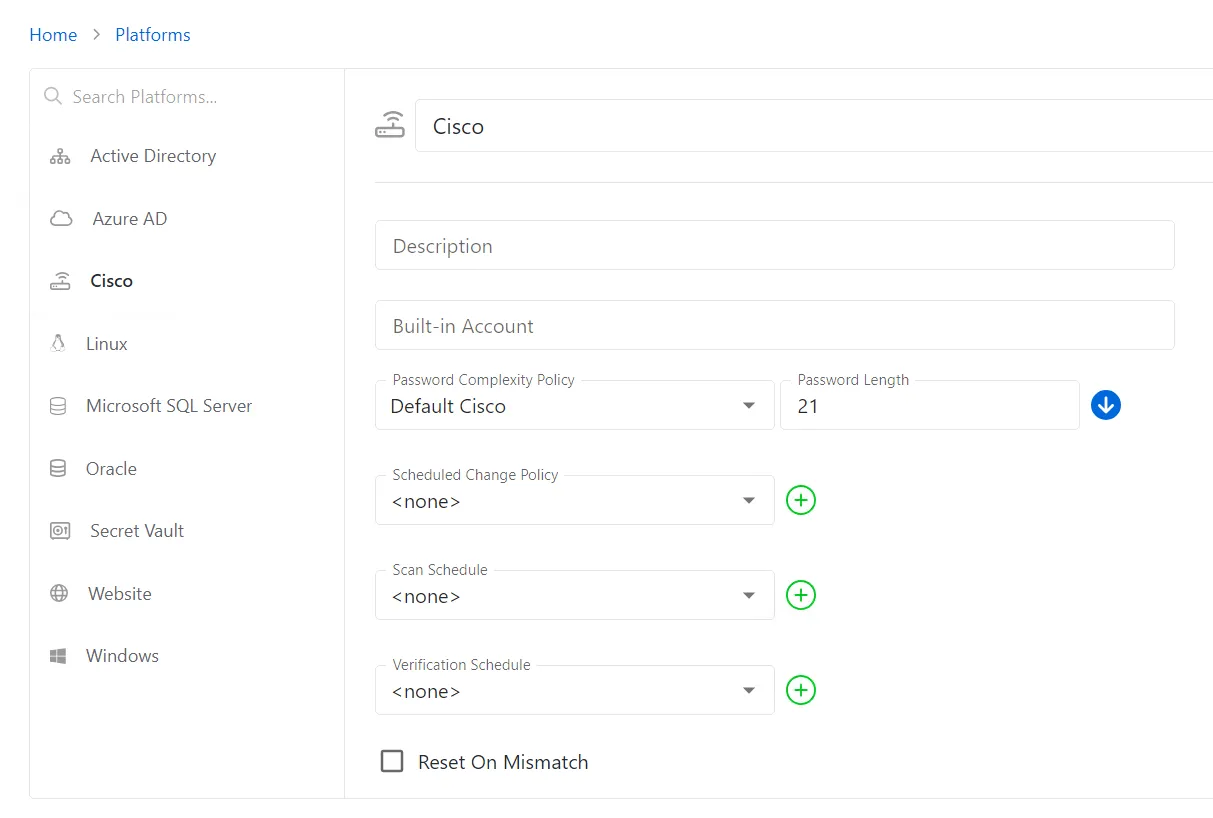 Home > Platforms
Search Platforms...
Active Directory
Azure AD
Cisco
Linux
Microsoft SQL Server
Oracle
Secret Vault
Website
Windows
Cisco
Description
Built-in Account
Password Complexity Policy
Default Cisco
Password Length
21
Scheduled Change Policy
<none>
Scan Schedule
<none>
Verification Schedule
<none>
Reset On Mismatch